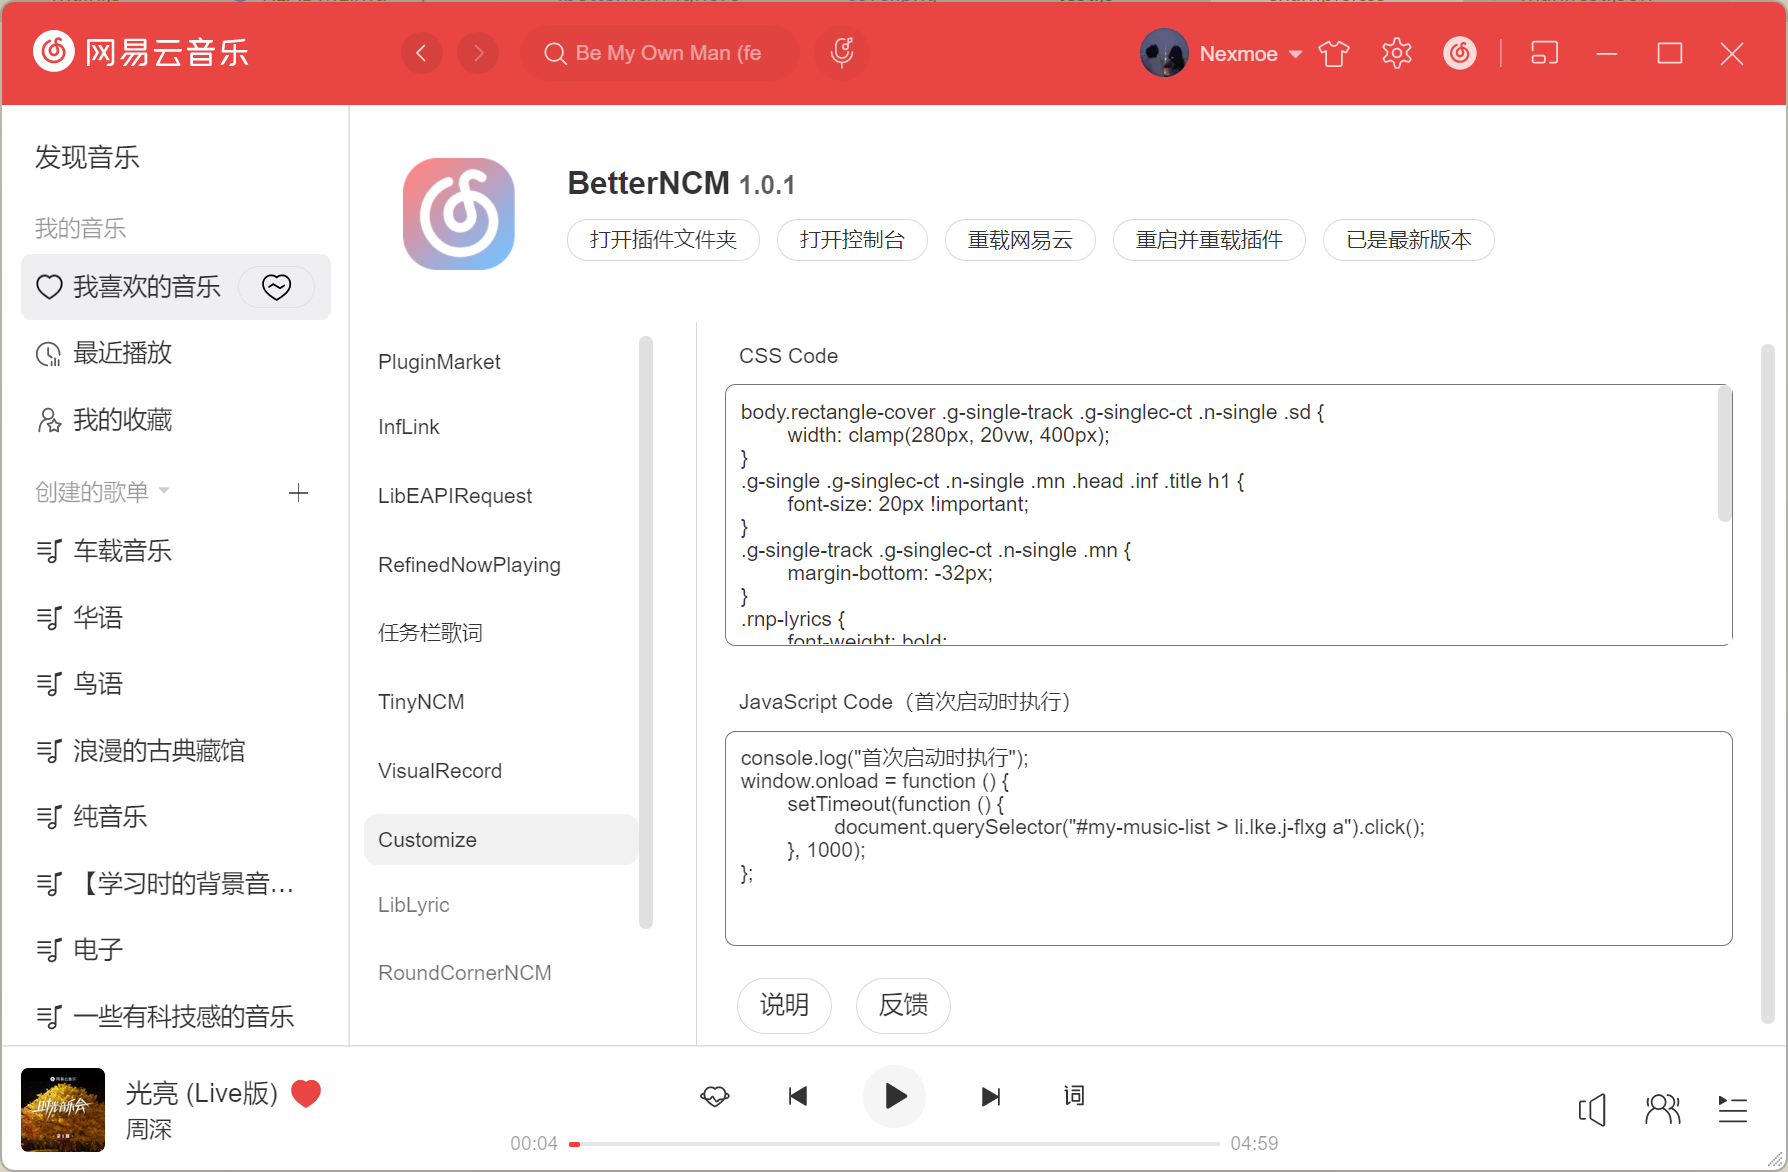 网易云音乐
Be My Own Man (fe
Nexmoe
发现音乐
我的音乐
我喜欢的音乐
最近播放
我的收藏
创建的歌单
车载音乐
华语
鸟语
浪漫的古典藏馆
纯音乐
【学习时的背景音...
电子
一些有科技感的音乐
BetterNCM 1.0.1
打开插件文件夹
打开控制台
重载网易云
重启并重载插件
已是最新版本
PluginMarket
InfLink
LibEAPIRequest
RefinedNowPlaying
任务栏歌词
TinyNCM
VisualRecord
Customize
LibLyric
RoundCornerNCM
CSS Code
body.rectangle-cover .g-single-track .g-singlec-ct .n-single .sd {
width: clamp(280px, 20vw, 400px);
}
.g-single .g-singlec-ct .n-single .mn .head .inf .title h1 {
font-size: 20px !important;
}
.g-single-track .g-singlec-ct .n-single .mn {
margin-bottom: -32px;
}
.rnp-lyrics {
font-weight: bold;
JavaScript Code（首次启动时执行）
console.log("首次启动时执行");
window.onload = function () {
setTimeout(function () {
document.querySelector("#my-music-list > li.lke.j-flxg a").click();
}, 1000);
};
说明
反馈
光亮 (Live版)
周深
词
00:04
04:59